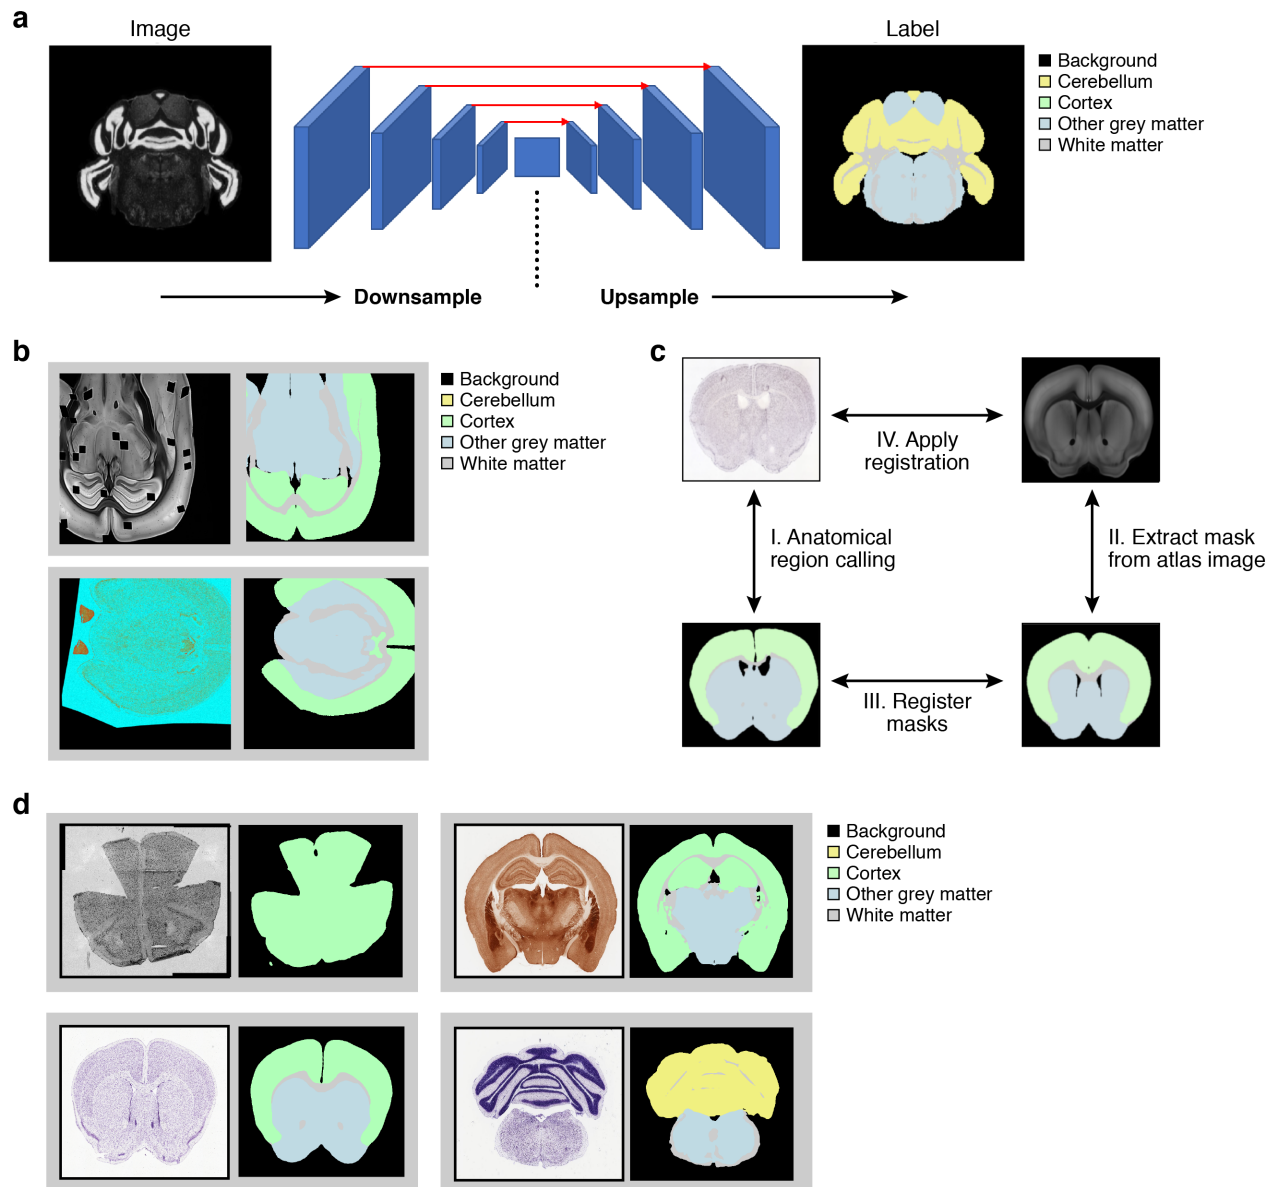 a
Image
Label
Background
Cerebellum
Cortex
Other grey matter
White matter
Downsample
Upsample
b
Background
Cerebellum
Cortex
Other grey matter
White matter
c
IV. Apply
registration
I. Anatomical
region calling
II. Extract mask
from atlas image
III. Register
masks
d
Background
Cerebellum
Cortex
Other grey matter
White matter